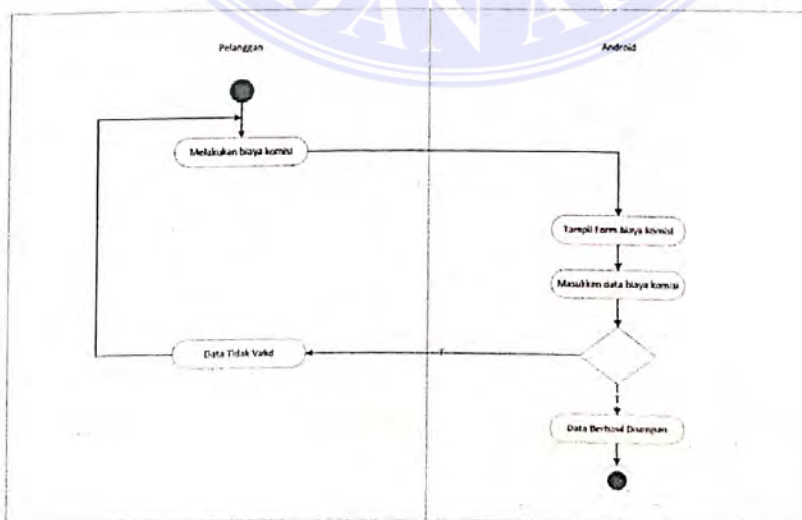 Pelanggan
Android
Melakukan biaya komisi
Tampil Form biaya komisi
Masukkan data biaya komisi
Data Tidak Valid
Data Berhasil Disimpan